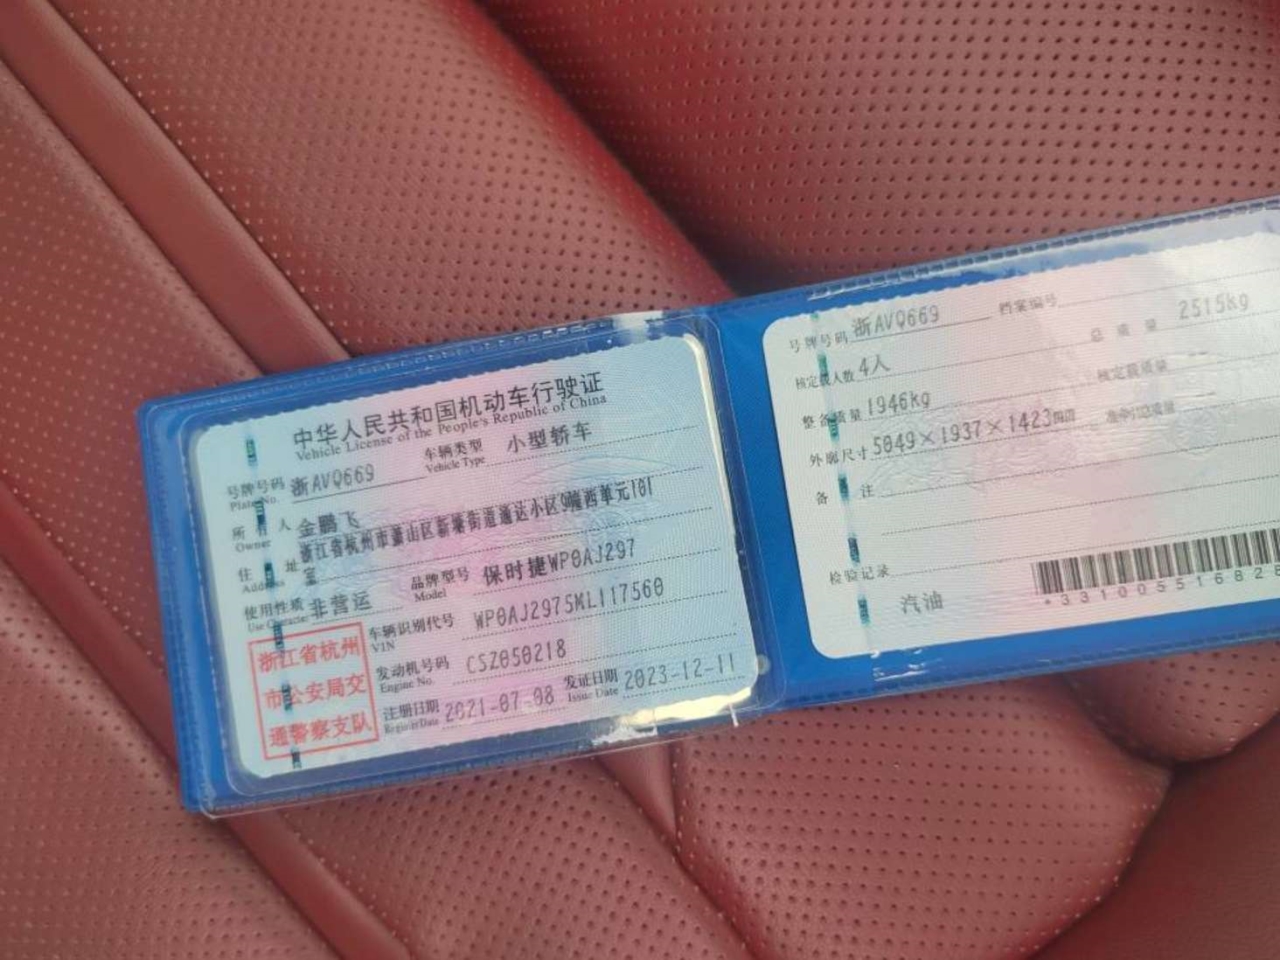 中华人民共和国机动车行驶证
Vehicle License of the People's Republic of China
号牌号码 浙AVQ669 车辆类型 小型轿车
Plate No. Vehicle Type
所有人 金鹏飞
Owner
住址 浙江省杭州市萧山区新塘街道通达小区9幢西单元101室
Address
使用性质 非营运 品牌型号 保时捷WP0AJ297
Use Character Model
车辆识别代号 WP0AJ297SML117560
VIN
发动机号码 CSZ050218
Engine No.
注册日期 2021-07-08 发证日期 2023-12-11
Register Date Issue Date
浙江省杭州
市公安局交
通警察支队
号牌号码 浙AVQ669 档案编号
核定载人数 4人 总质量 2515kg
整备质量 1946kg 核定载质量
外廓尺寸 5049×1937×1423mm 准牵引总质量
备注
检验记录
汽油
*331005516828